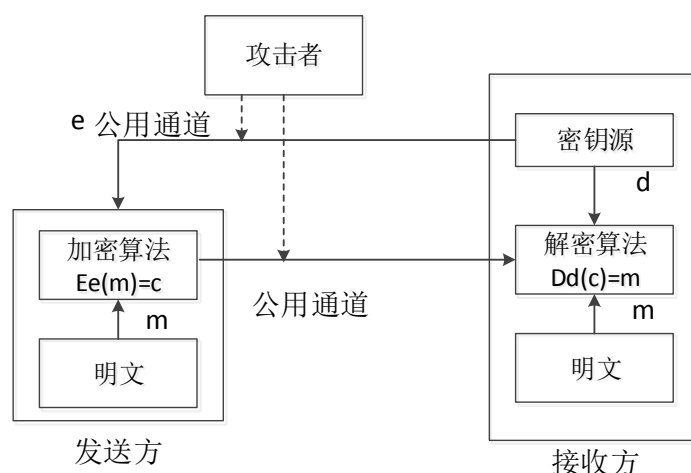 攻击者
e 公用通道
密钥源
d
加密算法
Ee(m)=c
解密算法
Dd(c)=m
m
公用通道
m
明文
明文
发送方
接收方